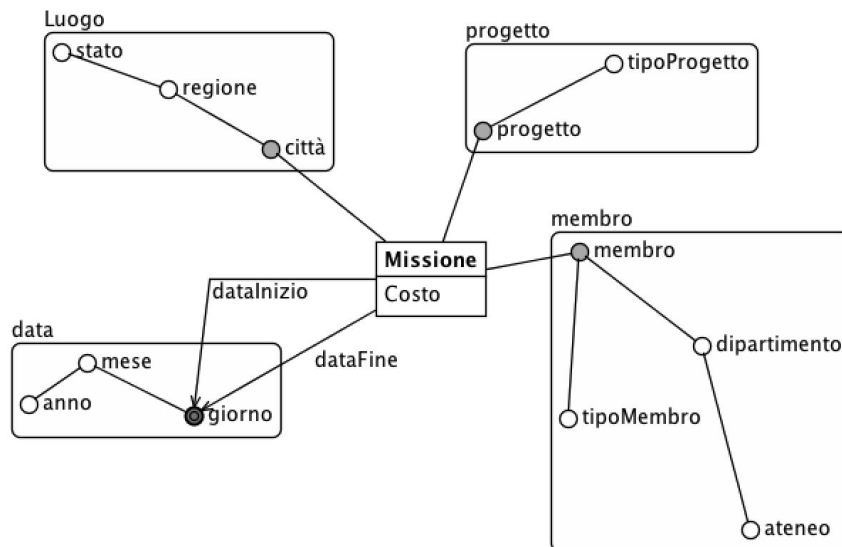 Luogo
stato
regione
città
progetto
tipoProgetto
progetto
Missione
Costo
dataInizio
dataFine
data
mese
anno
giorno
membro
membro
dipartimento
tipoMembro
ateneo